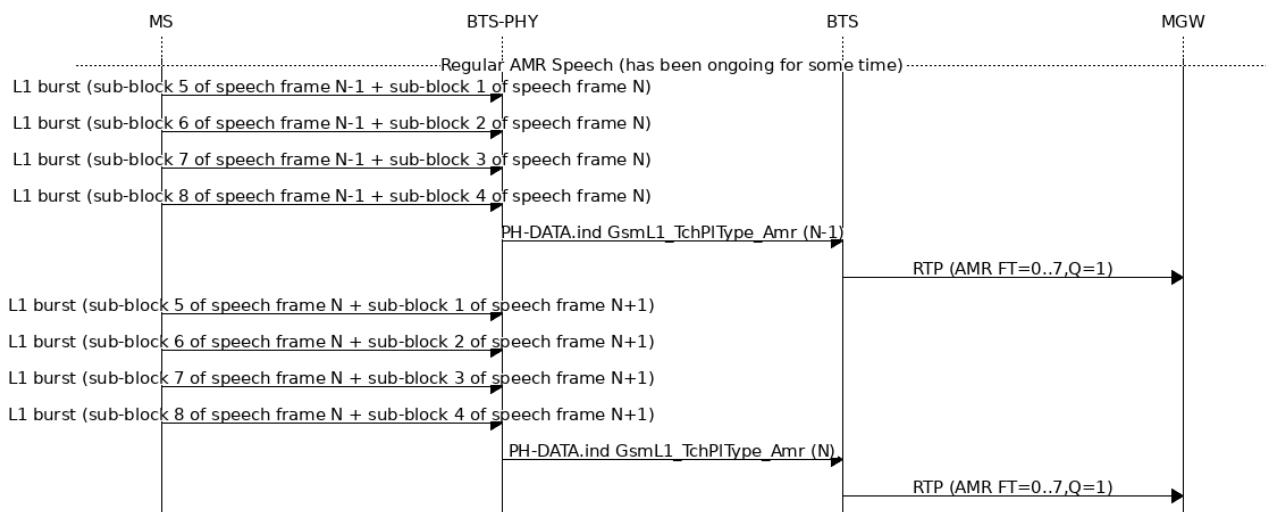 MS BTS-PHY BTS MGW
Regular AMR Speech (has been ongoing for some time)
L1 burst (sub-block 5 of speech frame N-1 + sub-block 1 of speech frame N)
L1 burst (sub-block 6 of speech frame N-1 + sub-block 2 of speech frame N)
L1 burst (sub-block 7 of speech frame N-1 + sub-block 3 of speech frame N)
L1 burst (sub-block 8 of speech frame N-1 + sub-block 4 of speech frame N)
PH-DATA.ind GsmL1_TchPlType_Amr (N-1)
RTP (AMR FT=0..7,Q=1)
L1 burst (sub-block 5 of speech frame N + sub-block 1 of speech frame N+1)
L1 burst (sub-block 6 of speech frame N + sub-block 2 of speech frame N+1)
L1 burst (sub-block 7 of speech frame N + sub-block 3 of speech frame N+1)
L1 burst (sub-block 8 of speech frame N + sub-block 4 of speech frame N+1)
PH-DATA.ind GsmL1_TchPlType_Amr (N)
RTP (AMR FT=0..7,Q=1)